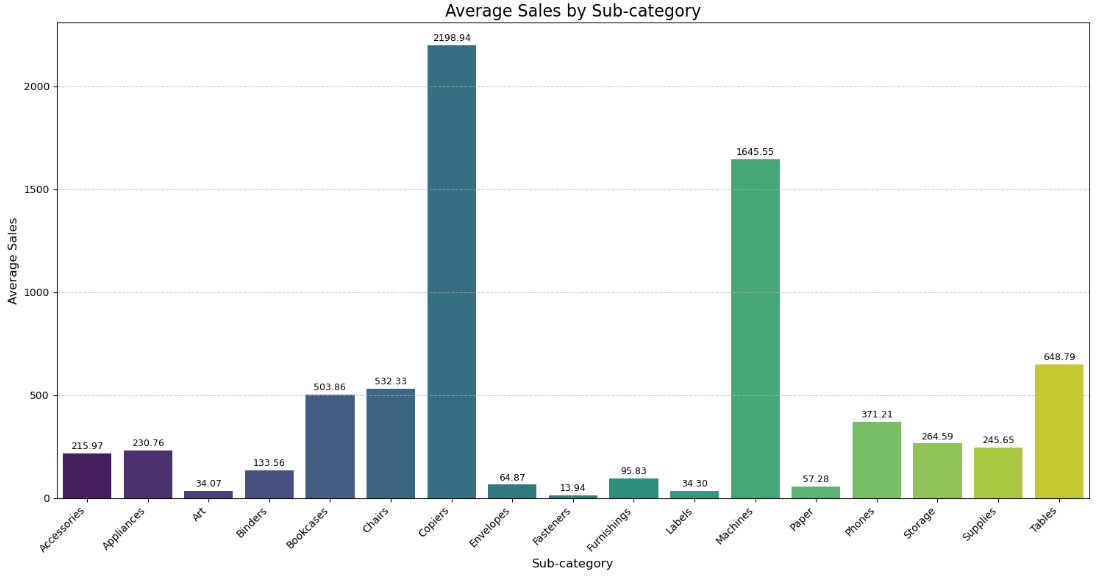 Average Sales by Sub-category
Average Sales
2000
1500
1000
500
0
215.97
230.76
34.07
133.56
503.86
532.33
2198.94
64.87
13.94
95.83
34.30
1645.55
57.28
371.21
264.59
245.65
648.79
Accessories
Appliances
Art
Binders
Bookcases
Chairs
Copiers
Envelopes
Fasteners
Furnishings
Labels
Machines
Paper
Phones
Storage
Supplies
Tables
Sub-category